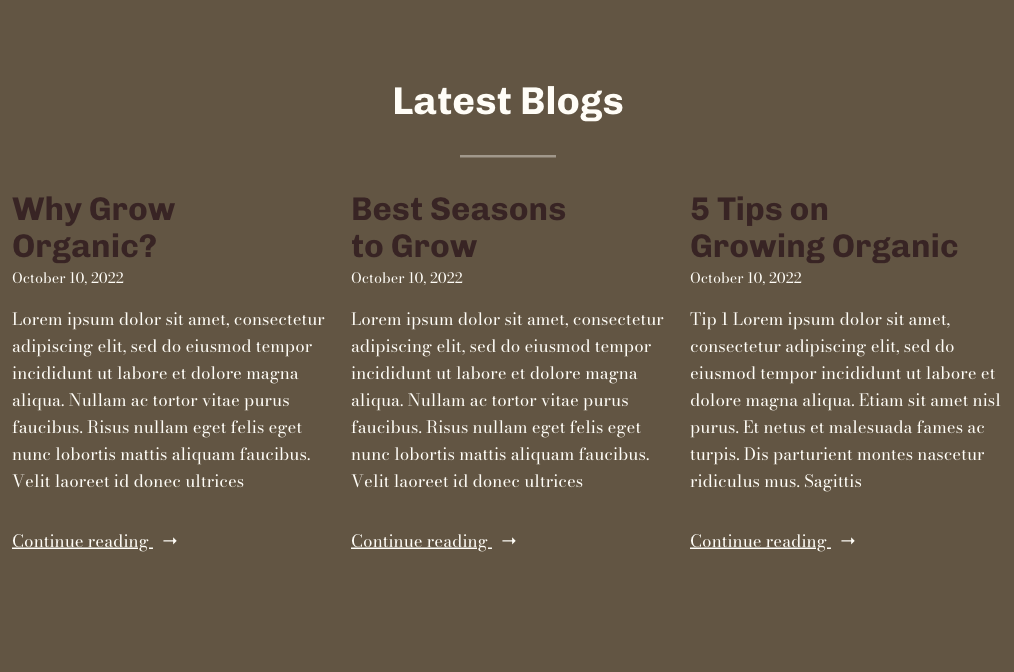 Latest Blogs
Why Grow
Organic?
October 10, 2022
Lorem ipsum dolor sit amet, consectetur
adipiscing elit, sed do eiusmod tempor
incididunt ut labore et dolore magna
aliqua. Nullam ac tortor vitae purus
faucibus. Risus nullam eget felis eget
nunc lobortis mattis aliquam faucibus.
Velit laoreet id donec ultrices
Continue reading →
Best Seasons
to Grow
October 10, 2022
Lorem ipsum dolor sit amet, consectetur
adipiscing elit, sed do eiusmod tempor
incididunt ut labore et dolore magna
aliqua. Nullam ac tortor vitae purus
faucibus. Risus nullam eget felis eget
nunc lobortis mattis aliquam faucibus.
Velit laoreet id donec ultrices
Continue reading →
5 Tips on
Growing Organic
October 10, 2022
Tip 1 Lorem ipsum dolor sit amet,
consectetur adipiscing elit, sed do
eiusmod tempor incididunt ut labore et
dolore magna aliqua. Etiam sit amet nisl
purus. Et netus et malesuada fames ac
turpis. Dis parturient montes nascetur
ridiculus mus. Sagittis
Continue reading →